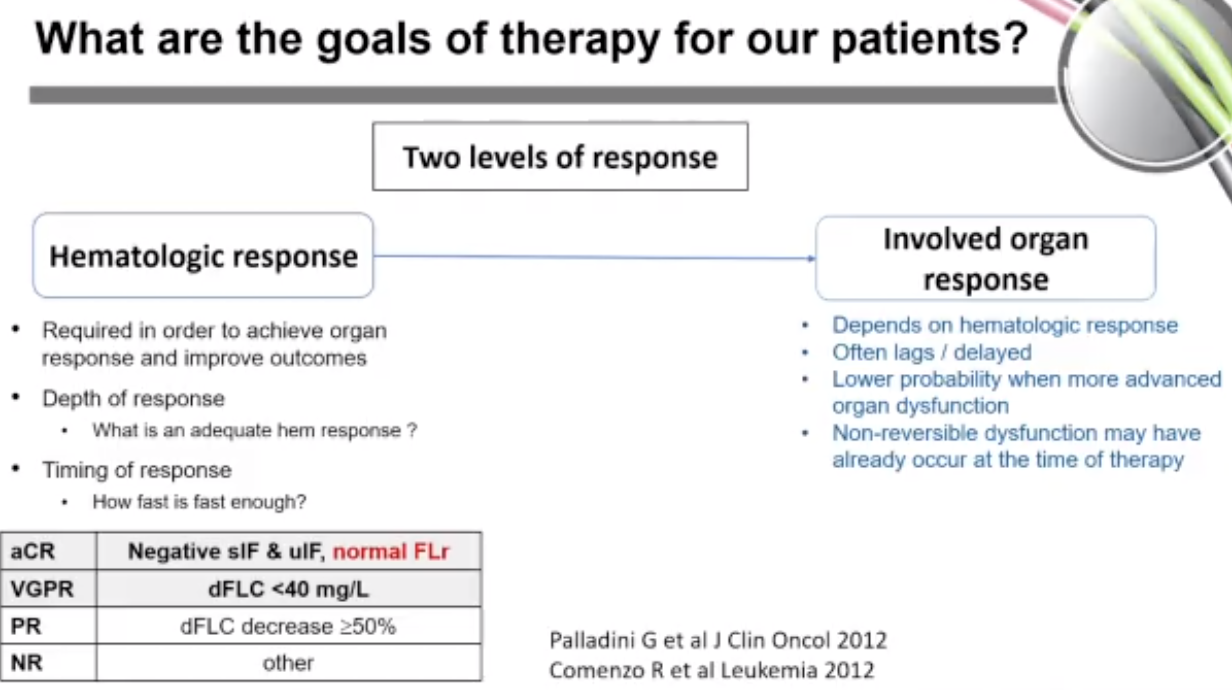 What are the goals of therapy for our patients?
Two levels of response
Hematologic response
• Required in order to achieve organ
response and improve outcomes
• Depth of response
• What is an adequate hem response ?
• Timing of response
• How fast is fast enough?
Involved organ
response
• Depends on hematologic response
• Often lags / delayed
• Lower probability when more advanced
organ dysfunction
• Non-reversible dysfunction may have
already occur at the time of therapy
aCR Negative sIF & uIF, normal FLr
VGPR dFLC <40 mg/L
PR dFLC decrease ≥50%
NR other
Palladini G et al J Clin Oncol 2012
Comenzo R et al Leukemia 2012